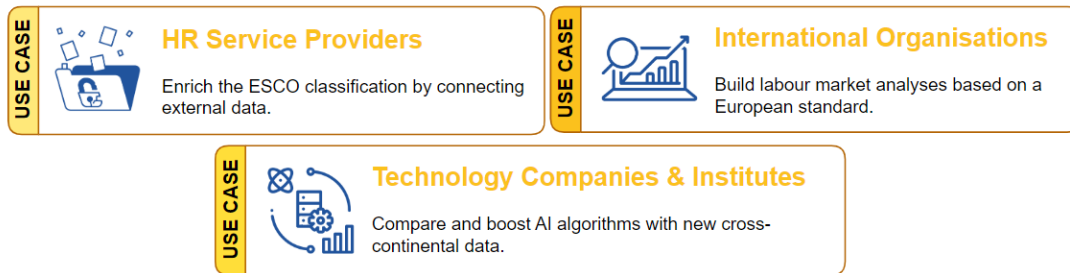 USE CASE
HR Service Providers
Enrich the ESCO classification by connecting
external data.
USE CASE
International Organisations
Build labour market analyses based on a
European standard.
USE CASE
Technology Companies & Institutes
Compare and boost AI algorithms with new cross-
continental data.